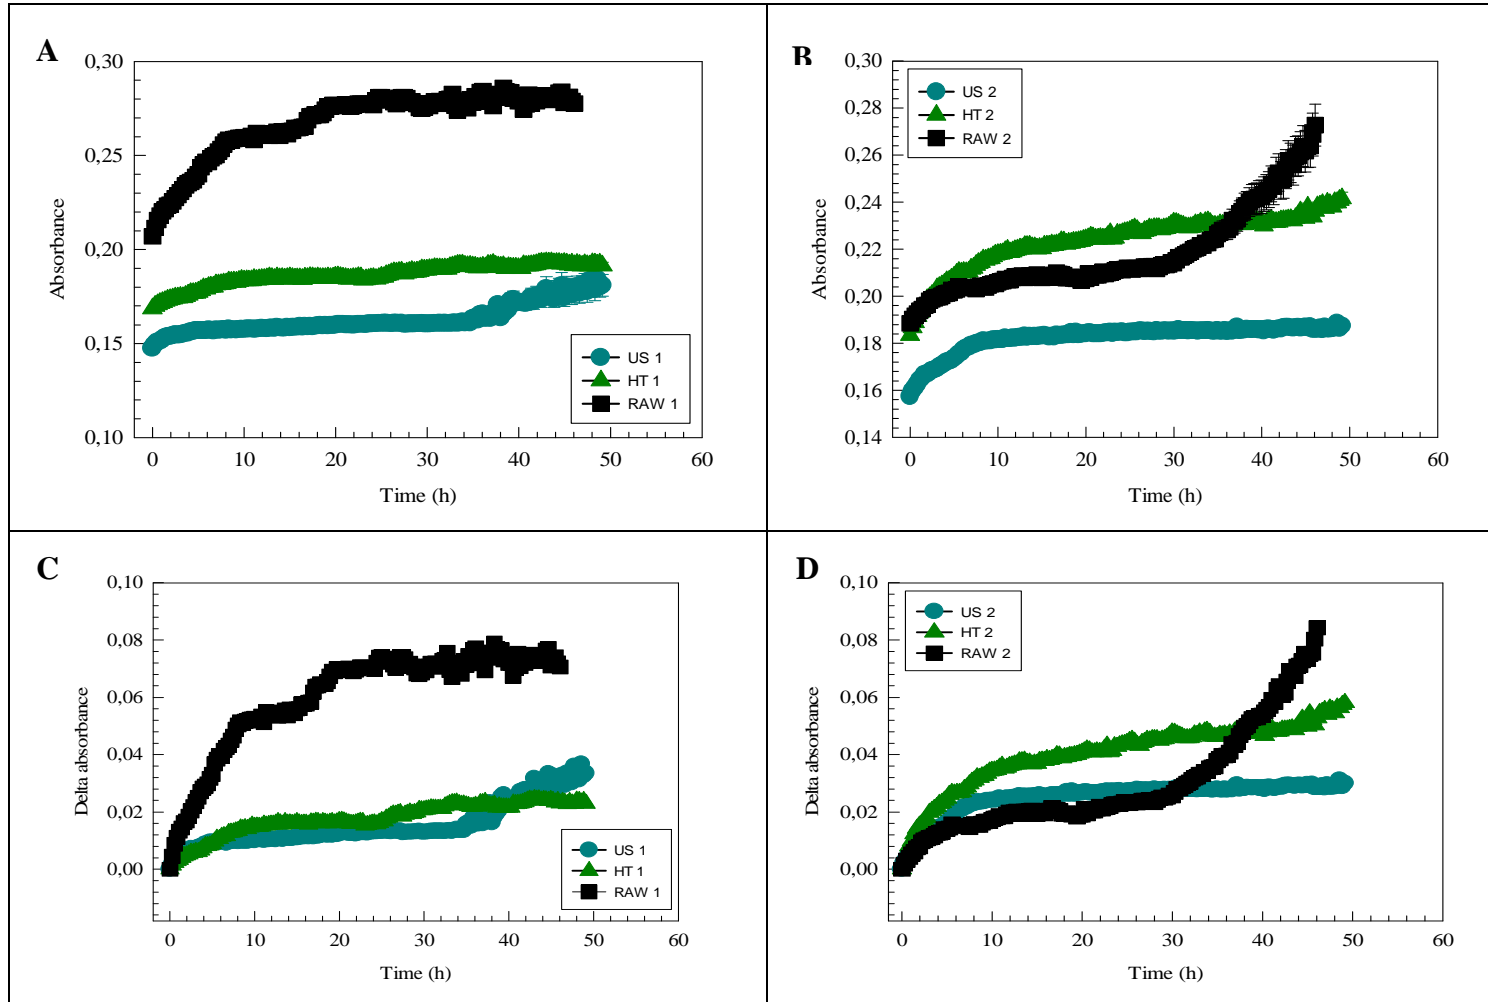 A
0,30
0,25
0,20
0,15
0,10
Absorbance
0 10 20 30 40 50 60
Time (h)
US 1
HT 1
RAW 1
B
0,30
0,28
0,26
0,24
0,22
0,20
0,18
0,16
0,14
Absorbance
0 10 20 30 40 50 60
Time (h)
US 2
HT 2
RAW 2
C
0,10
0,08
0,06
0,04
0,02
0,00
Delta absorbance
0 10 20 30 40 50 60
Time (h)
US 1
HT 1
RAW 1
D
0,10
0,08
0,06
0,04
0,02
0,00
Delta absorbance
0 10 20 30 40 50 60
Time (h)
US 2
HT 2
RAW 2